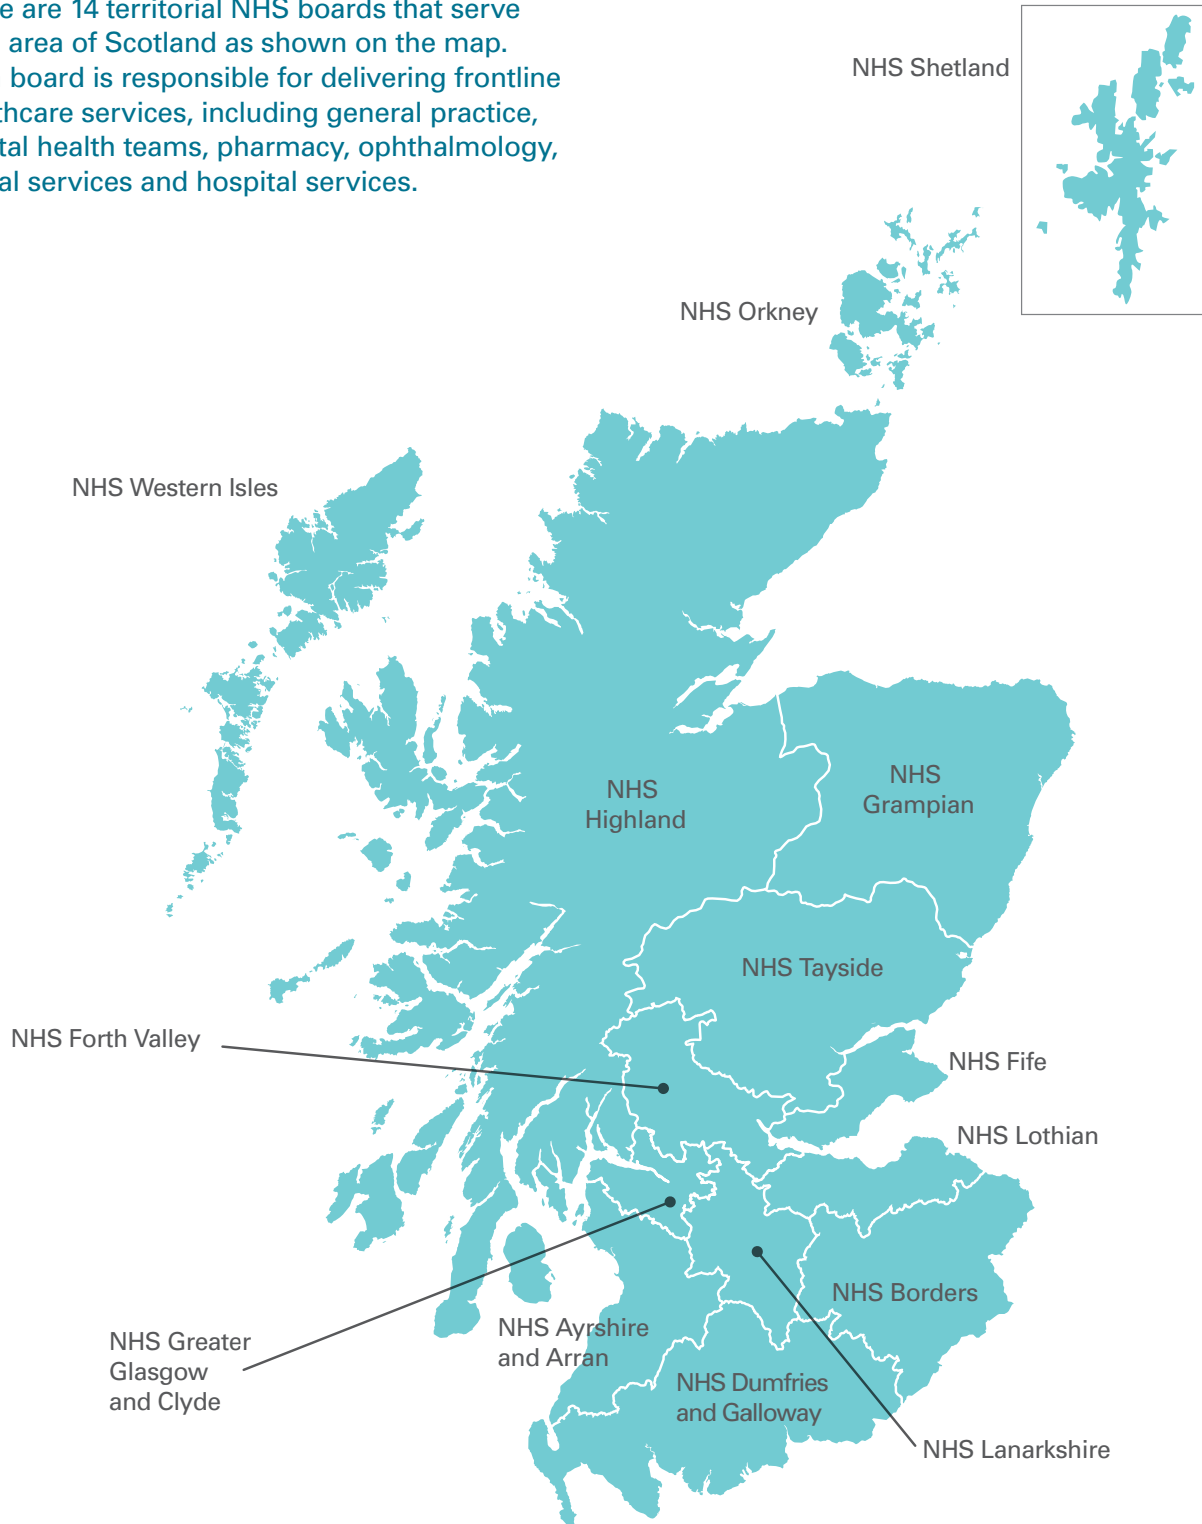 e are 14 territorial NHS boards that serve
area of Scotland as shown on the map.
board is responsible for delivering frontline
thcare services, including general practice,
tal health teams, pharmacy, ophthalmology,
al services and hospital services.
NHS Shetland
NHS Orkney
NHS Western Isles
NHS
Highland
NHS
Grampian
NHS Tayside
NHS Forth Valley
NHS Fife
NHS Lothian
NHS Borders
NHS Greater
Glasgow
and Clyde
NHS Ayrshire
and Arran
NHS Dumfries
and Galloway
NHS Lanarkshire